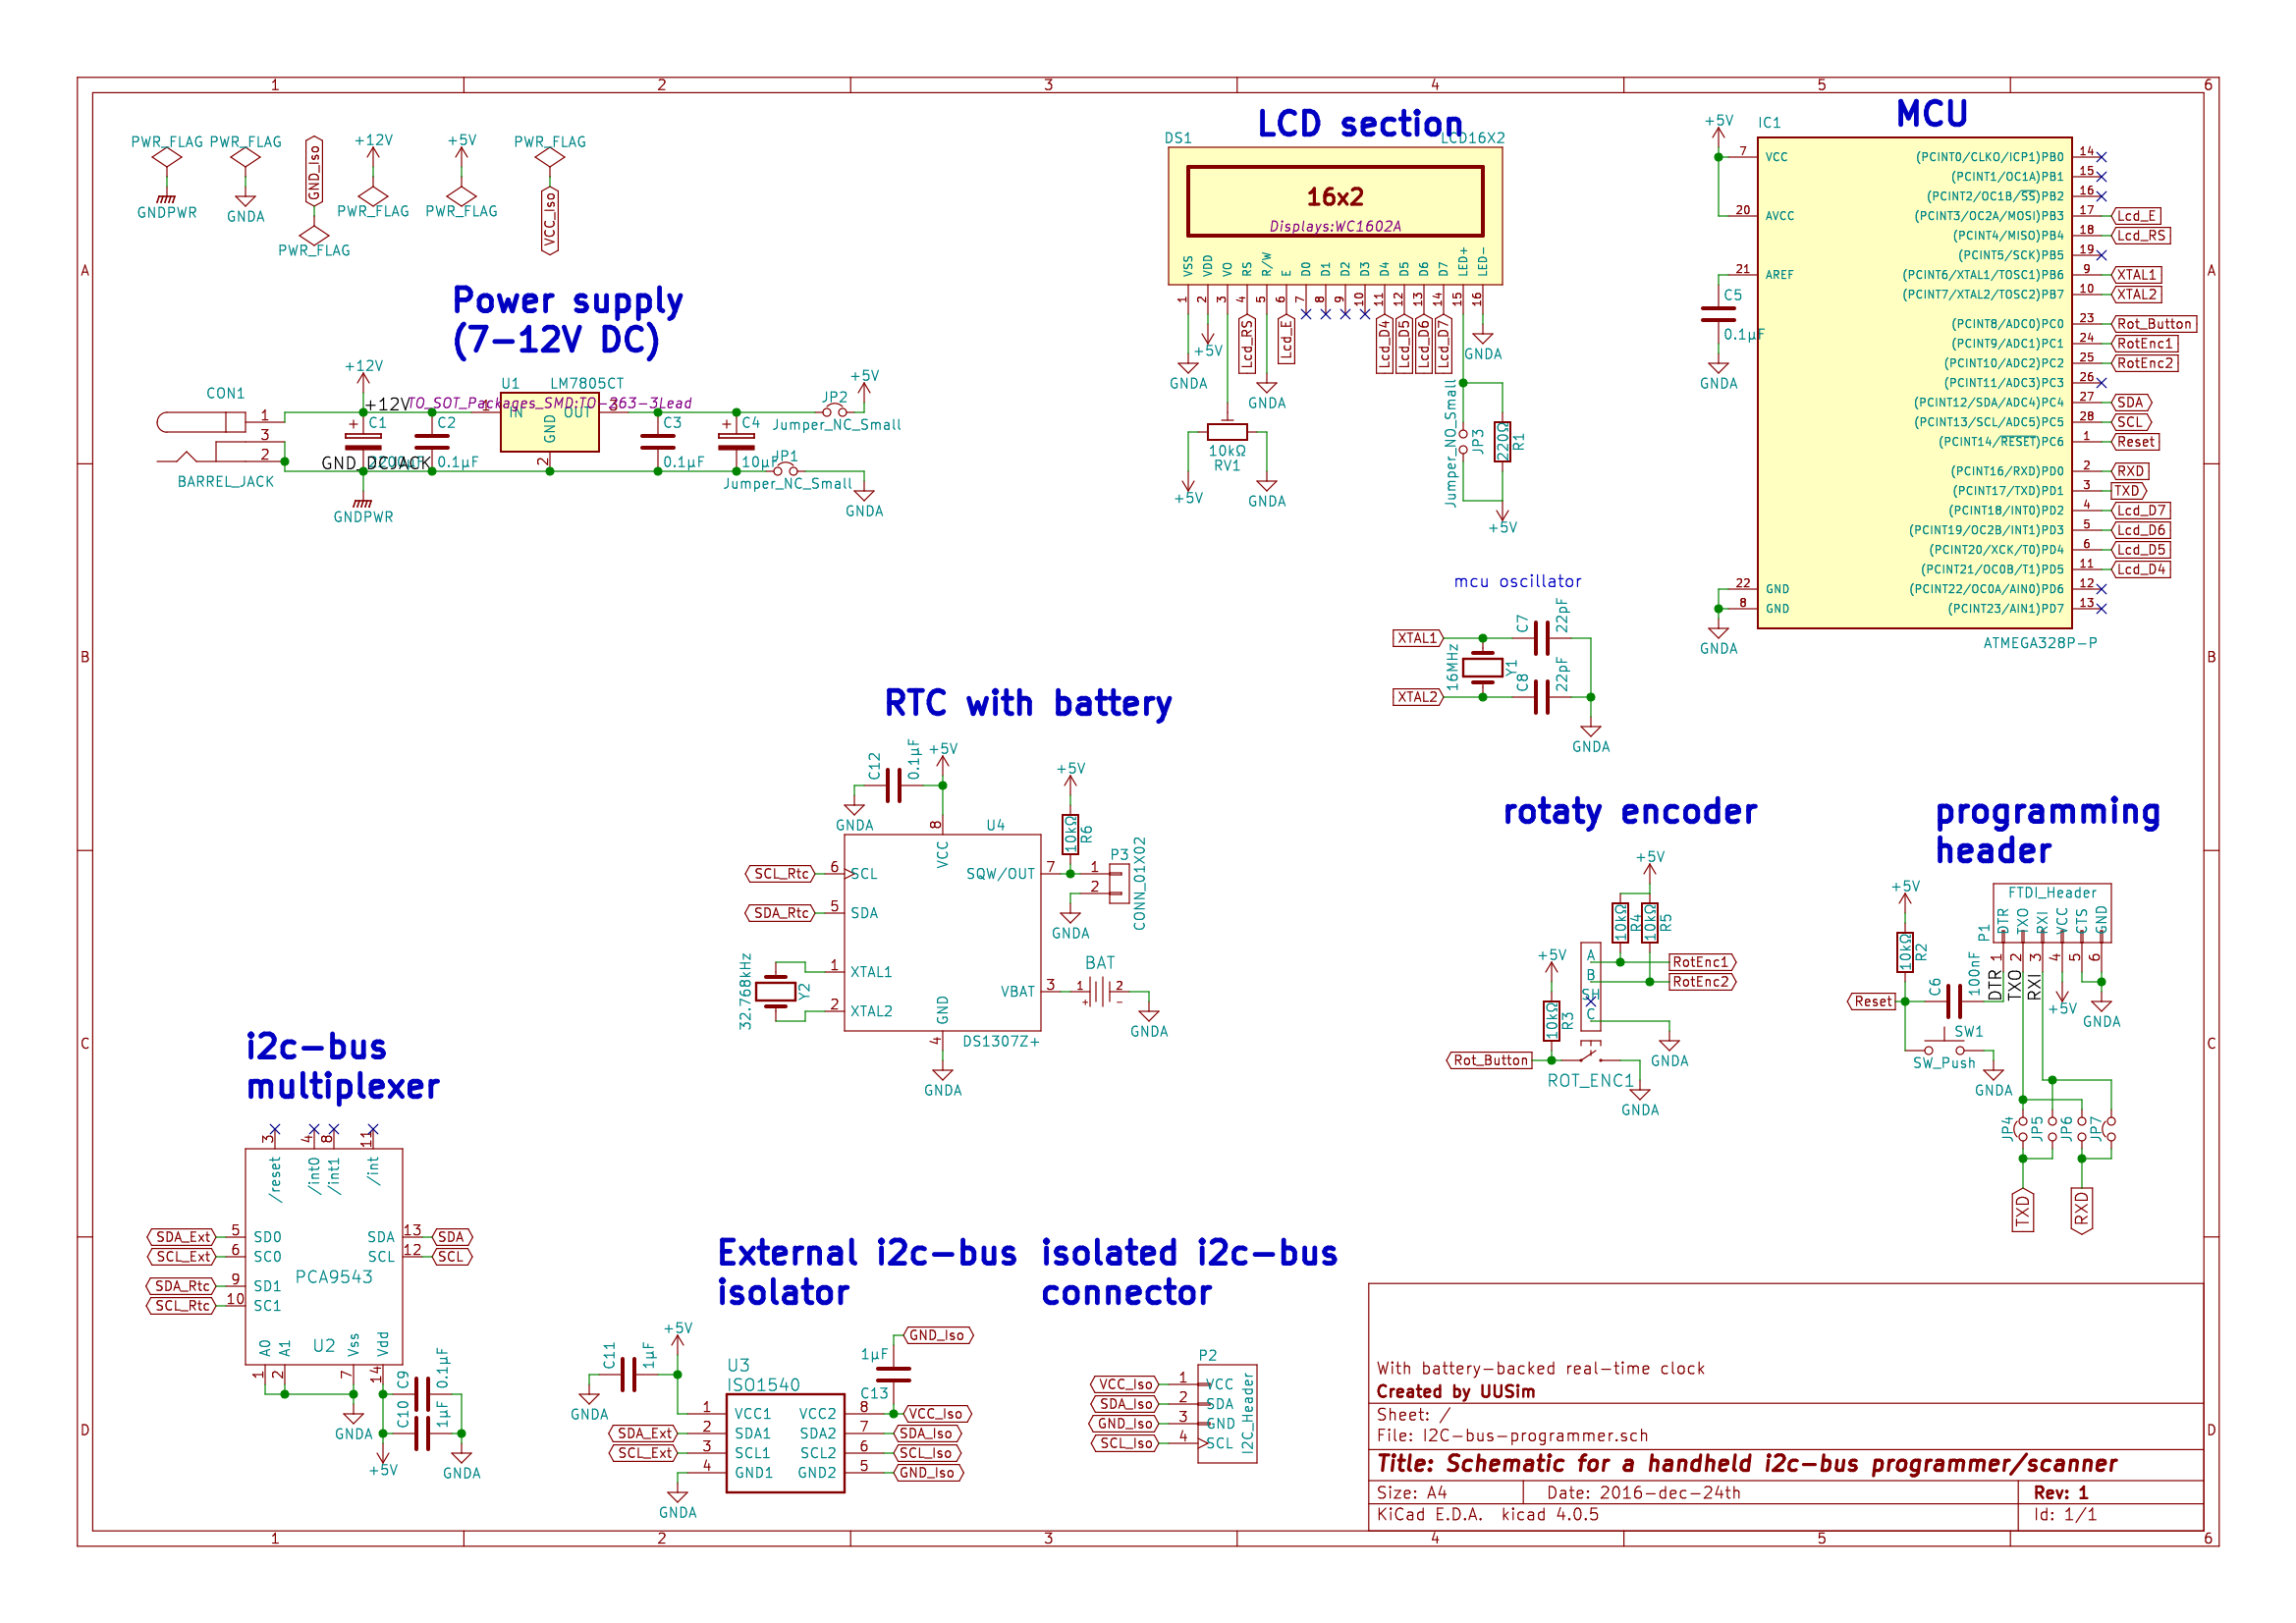 1 2 3 4 5 6
A B C D
PWR_FLAG
GNDPWR
PWR_FLAG
GNDA
GND_Iso
PWR_FLAG
+12V
PWR_FLAG
+5V
PWR_FLAG
PWR_FLAG
VCC_Iso
Power supply
(7-12V DC)
CON1
1
3
2
BARREL_JACK
+12V
+12V
GND_DCJACK
GNDPWR
C1
C2
0.1µF
U1
LM7805CT
TO_SOT_Packages_SMD:TO-263-3Lead
1 IN
OUT 3
GND
2
C3
0.1µF
C4
10µF
JP2
Jumper_NC_Small
+5V
JP1
Jumper_NC_Small
GNDA
LCD section
DS1
LCD16X2
16x2
Displays:WC1602A
VSS VDD VO RS R/W E D0 D1 D2 D3 D4 D5 D6 D7 LED+ LED-
1 2 3 4 5 6 7 8 9 10 11 12 13 14 15 16
GNDA
+5V
Lcd_RS
GNDA
Lcd_E
Lcd_D4
Lcd_D5
Lcd_D6
Lcd_D7
GNDA
10kΩ
RV1
+5V
GNDA
Jumper_NO_Small
JP3
220Ω
R1
+5V
MCU
+5V
IC1
7 VCC
20 AVCC
21 AREF
C5
0.1µF
GNDA
22 GND
8 GND
GNDA
(PCINT0/CLKO/ICP1)PB0 14
(PCINT1/OC1A)PB1 15
(PCINT2/OC1B/SS)PB2 16
(PCINT3/OC2A/MOSI)PB3 17 Lcd_E
(PCINT4/MISO)PB4 18 Lcd_RS
(PCINT5/SCK)PB5 19
(PCINT6/XTAL1/TOSC1)PB6 9 XTAL1
(PCINT7/XTAL2/TOSC2)PB7 10 XTAL2
(PCINT8/ADC0)PC0 23 Rot_Button
(PCINT9/ADC1)PC1 24 RotEnc1
(PCINT10/ADC2)PC2 25 RotEnc2
(PCINT11/ADC3)PC3 26
(PCINT12/SDA/ADC4)PC4 27 SDA
(PCINT13/SCL/ADC5)PC5 28 SCL
(PCINT14/RESET)PC6 1 Reset
(PCINT16/RXD)PD0 2 RXD
(PCINT17/TXD)PD1 3 TXD
(PCINT18/INT0)PD2 4 Lcd_D7
(PCINT19/OC2B/INT1)PD3 5 Lcd_D6
(PCINT20/XCK/T0)PD4 6 Lcd_D5
(PCINT21/OC0B/T1)PD5 11 Lcd_D4
(PCINT22/OC0A/AIN0)PD6 12
(PCINT23/AIN1)PD7 13
ATMEGA328P-P
mcu oscillator
XTAL1
XTAL2
16MHz
Y1
C7
22pF
C8
22pF
GNDA
RTC with battery
C12
0.1µF
+5V
GNDA
U4
8 VCC
6 SCL
SCL_Rtc
5 SDA
SDA_Rtc
1 XTAL1
2 XTAL2
32.768kHz
Y2
SQW/OUT 7
VBAT 3
GND
4
DS1307Z+
GNDA
+5V
10kΩ
R6
P3
1
2
CONN_01X02
GNDA
BAT
1 2
+ -
GNDA
rotaty encoder
+5V
10kΩ
R4
10kΩ
R5
A
B
SH
C
RotEnc1
RotEnc2
+5V
10kΩ
R3
Rot_Button
ROT_ENC1
GNDA
GNDA
programming
header
+5V
10kΩ
R2
Reset
C6
100nF
SW1
SW_Push
GNDA
P1
FTDI_Header
DTR TXO RXI VCC CTS GND
1 2 3 4 5 6
DTR
TXO
RXI
+5V
GNDA
JP4
JP5
JP6
JP7
TXD
RXD
i2c-bus
multiplexer
3 4 8 11
/reset /int0 /int1 /int
SDA_Ext 5 SD0
SCL_Ext 6 SC0
SDA_Rtc 9 SD1
SCL_Rtc 10 SC1
SDA 13 SDA
SCL 12 SCL
PCA9543
U2
A0 A1 Vss Vdd
1 2 7 14
GNDA
C9
0.1µF
C10
1µF
+5V
GNDA
External i2c-bus
isolator
C11
1µF
+5V
GNDA
U3
ISO1540
1 VCC1
SDA_Ext 2 SDA1
SCL_Ext 3 SCL1
4 GND1
GNDA
VCC2 8 VCC_Iso
SDA2 7 SDA_Iso
SCL2 6 SCL_Iso
GND2 5 GND_Iso
1µF
C13
GND_Iso
isolated i2c-bus
connector
P2
VCC_Iso 1 VCC
SDA_Iso 2 SDA
GND_Iso 3 GND
SCL_Iso 4 SCL
I2C_Header
With battery-backed real-time clock
Created by UUSim
Sheet: /
File: I2C-bus-programmer.sch
Title: Schematic for a handheld i2c-bus programmer/scanner
Size: A4 Date: 2016-dec-24th Rev: 1
KiCad E.D.A. kicad 4.0.5 Id: 1/1
A B C D
1 2 3 4 5 6